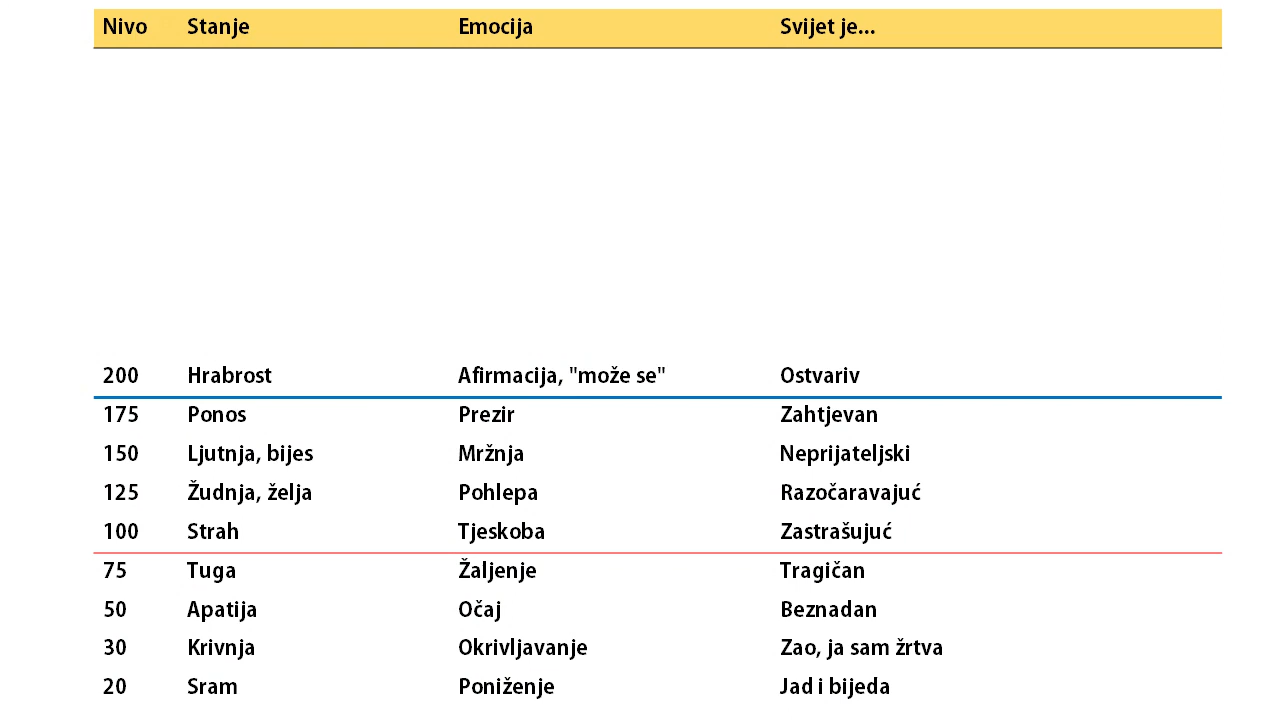 Nivo Stanje Emocija Svijet je...
200 Hrabrost Afirmacija, "može se" Ostvariv
175 Ponos Prezir Zahtjevan
150 Ljutnja, bijes Mržnja Neprijateljski
125 Žudnja, želja Pohlepa Razočaravajuć
100 Strah Tjeskoba Zastrašujuć
75 Tuga Žaljenje Tragičan
50 Apatija Očaj Beznadan
30 Krivnja Okrivljavanje Zao, ja sam žrtva
20 Sram Poniženje Jad i bijeda